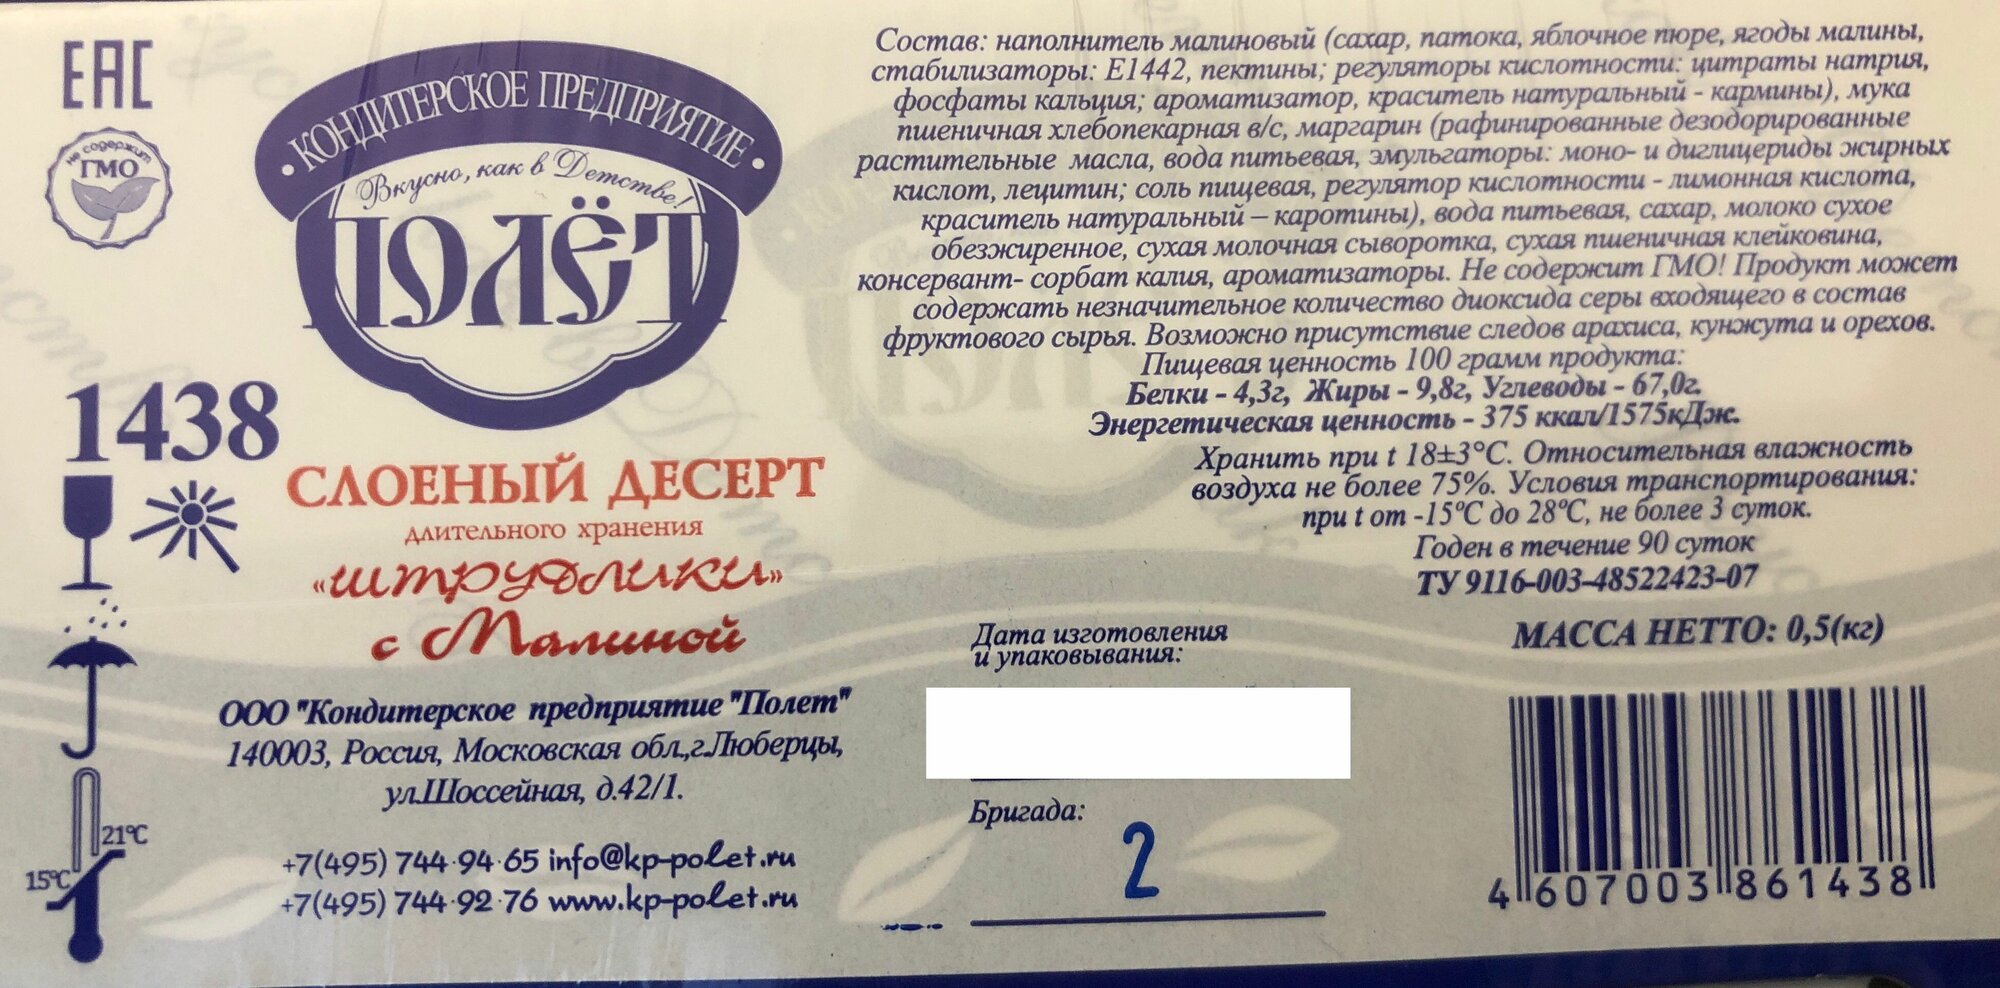 ЕАС
не содержит
ГМО
• КОНДИТЕРСКОЕ ПРЕДПРИЯТИЕ •
Вкусно, как в Детстве!
ПОЛЁТ
1438
СЛОЕНЫЙ ДЕСЕРТ
длительного хранения
«штрудлики»
с Малиной
ООО "Кондитерское предприятие "Полет"
140003, Россия, Московская обл.,г.Люберцы,
ул.Шоссейная, д.42/1.
+7(495) 744-94-65 info@kp-polet.ru
+7(495) 744-92-76 www.kp-polet.ru
21°С
15°С
Состав: наполнитель малиновый (сахар, патока, яблочное пюре, ягоды малины,
стабилизаторы: Е1442, пектины; регуляторы кислотности: цитраты натрия,
фосфаты кальция; ароматизатор, краситель натуральный - кармины), мука
пшеничная хлебопекарная в/с, маргарин (рафинированные дезодорированные
растительные масла, вода питьевая, эмульгаторы: моно- и диглицериды жирных
кислот, лецитин; соль пищевая, регулятор кислотности - лимонная кислота,
краситель натуральный – каротины), вода питьевая, сахар, молоко сухое
обезжиренное, сухая молочная сыворотка, сухая пшеничная клейковина,
консервант- сорбат калия, ароматизаторы. Не содержит ГМО! Продукт может
содержать незначительное количество диоксида серы входящего в состав
фруктового сырья. Возможно присутствие следов арахиса, кунжута и орехов.
Пищевая ценность 100 грамм продукта:
Белки - 4,3г, Жиры - 9,8г, Углеводы - 67,0г.
Энергетическая ценность - 375 ккал/1575кДж.
Хранить при t 18±3°С. Относительная влажность
воздуха не более 75%. Условия транспортирования:
при t от -15°С до 28°С, не более 3 суток.
Годен в течение 90 суток
ТУ 9116-003-48522423-07
МАССА НЕТТО: 0,5(кг)
Дата изготовления
и упаковывания:
Бригада:
2
4 607003 861438